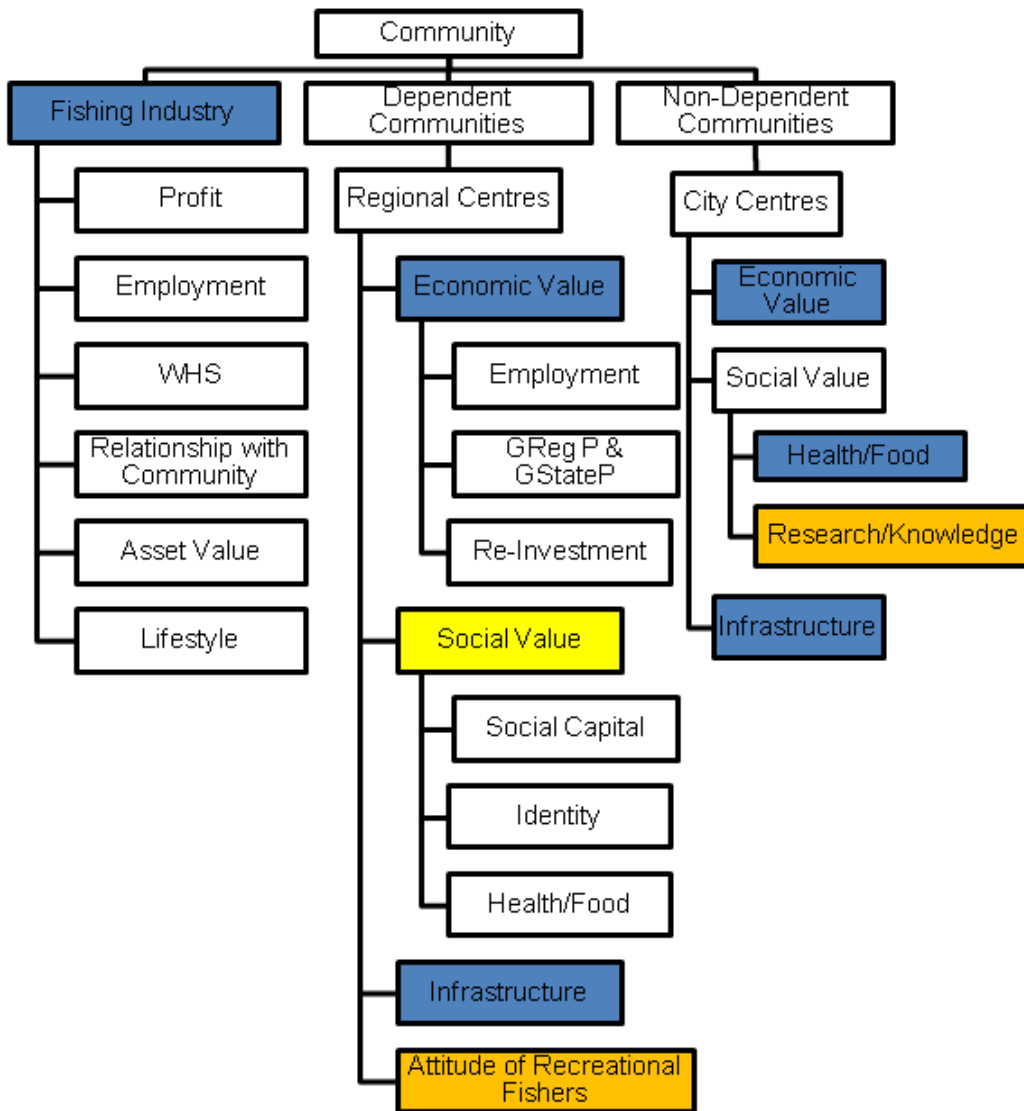 Community
Fishing Industry
Dependent
Communities
Non-Dependent
Communities
Profit
Employment
WHS
Relationship with
Community
Asset Value
Lifestyle
Regional Centres
Economic Value
Employment
GReg P &
GStateP
Re-Investment
Social Value
Social Capital
Identity
Health/Food
Infrastructure
Attitude of Recreational
Fishers
City Centres
Economic
Value
Social Value
Health/Food
Research/Knowledge
Infrastructure